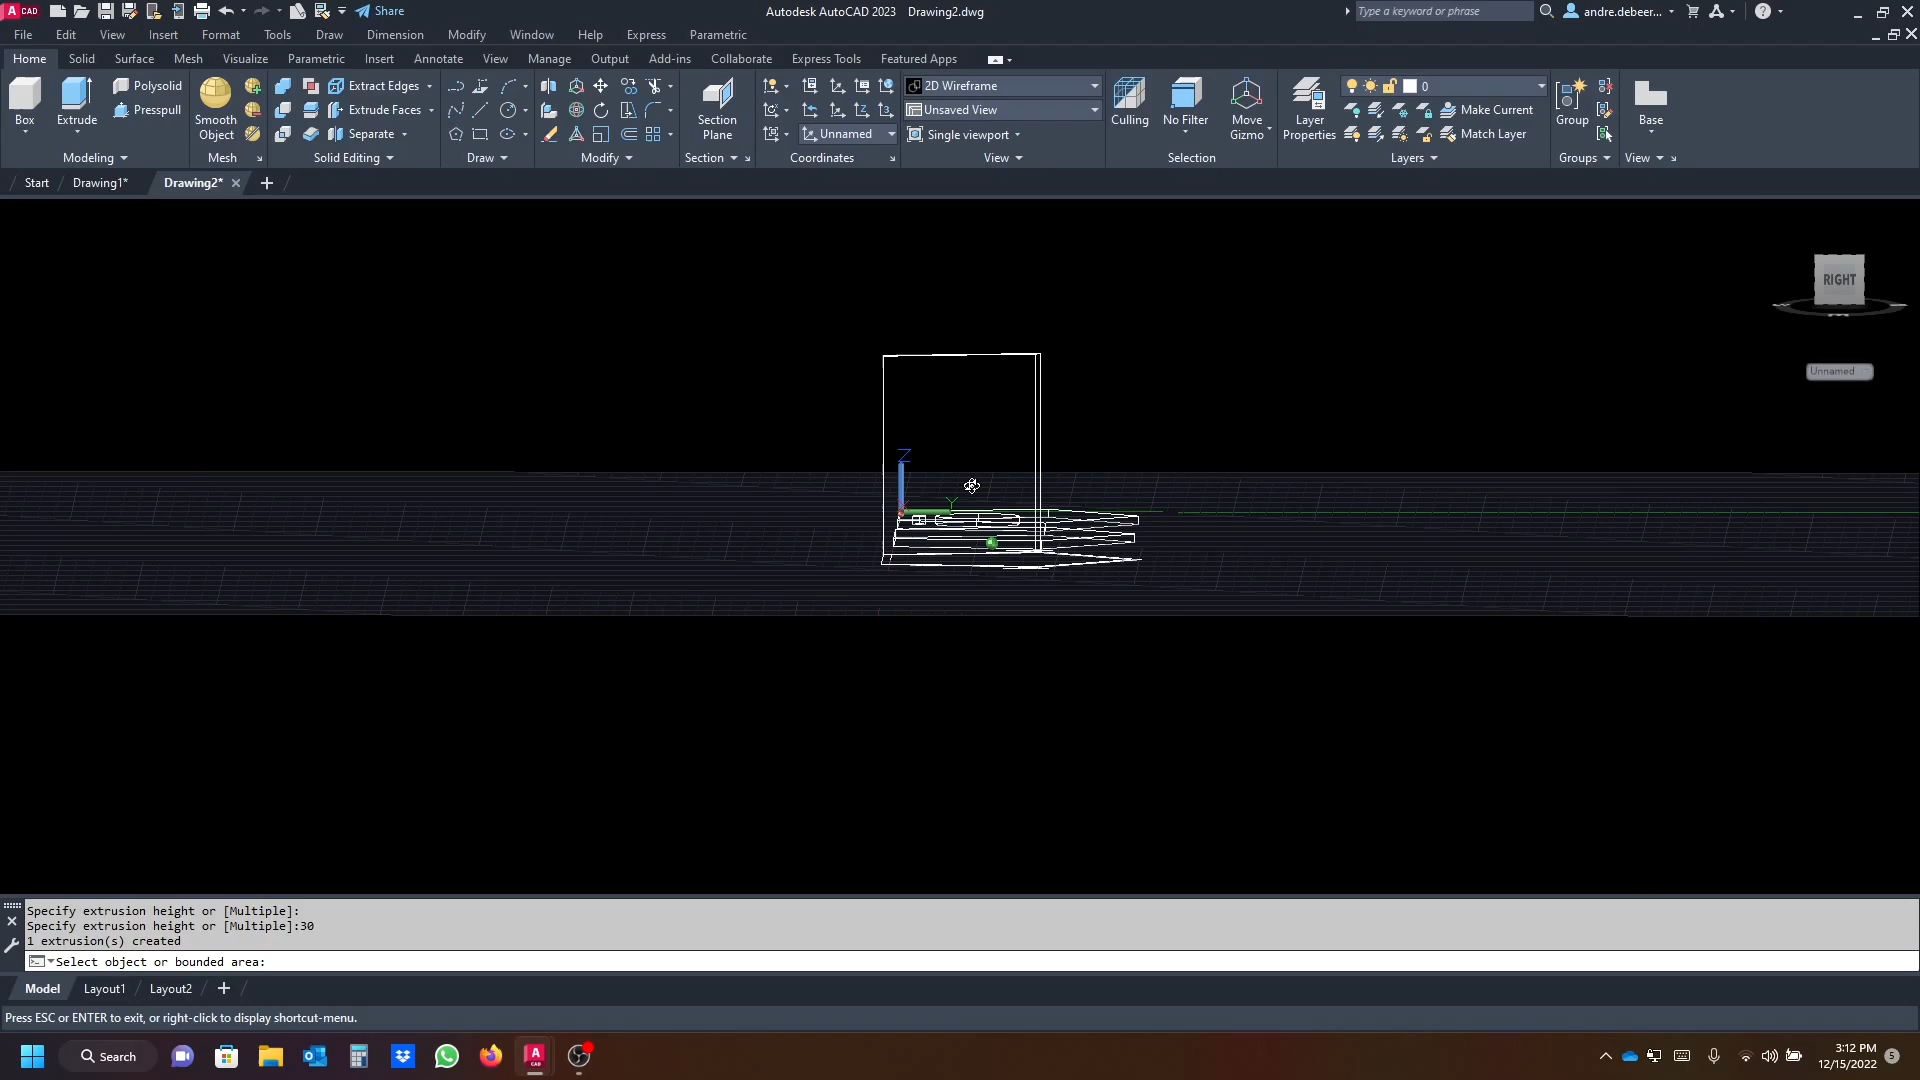 A CAD Share Autodesk AutoCAD 2023 Drawing2.dwg Type a keyword or phrase andre.debeer...
File Edit View Insert Format Tools Draw Dimension Modify Window Help Express Parametric
Home Solid Surface Mesh Visualize Parametric Insert Annotate View Manage Output Add-ins Collaborate Express Tools Featured Apps
Box Extrude Polysolid Presspull Smooth Object Extract Edges Extrude Faces Separate Section Plane Unnamed 2D Wireframe Unsaved View Single viewport Culling No Filter Move Gizmo Layer Properties 0 Make Current Match Layer Group Base
Modeling Mesh Solid Editing Draw Modify Section Coordinates View Selection Layers Groups View
Start Drawing1* Drawing2*
RIGHT
Unnamed
Z
Y
Specify extrusion height or [Multiple]:
Specify extrusion height or [Multiple]:30
1 extrusion(s) created
Select object or bounded area:
Model Layout1 Layout2
Press ESC or ENTER to exit, or right-click to display shortcut-menu.
Search A CAD 3:12 PM 5
12/15/2022